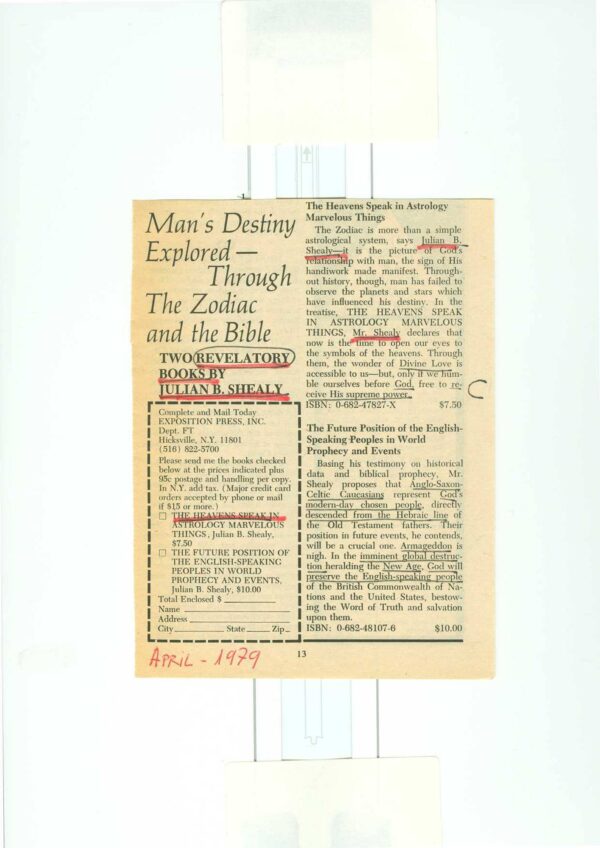 Man's Destiny
Explored —
Through
The Zodiac
and the Bible
TWO REVELATORY
BOOKS BY
JULIAN B. SHEALY
Complete and Mail Today
EXPOSITION PRESS, INC.
Dept. FT
Hicksville, N.Y. 11801
(516) 822-5700
Please send me the books checked
below at the prices indicated plus
95c postage and handling per copy.
In N.Y. add tax. (Major credit card
orders accepted by phone or mail
if $15 or more.)
☐ THE HEAVENS SPEAK IN
ASTROLOGY MARVELOUS
THINGS, Julian B. Shealy,
$7.50
☐ THE FUTURE POSITION OF
THE ENGLISH-SPEAKING
PEOPLES IN WORLD
PROPHECY AND EVENTS,
Julian B. Shealy, $10.00
Total Enclosed $
Name
Address
City State Zip
The Heavens Speak in Astrology
Marvelous Things
The Zodiac is more than a simple
astrological system, says Julian B.
Shealy—it is the picture of God's
relationship with man, the sign of His
handiwork made manifest. Through-
out history, though, man has failed to
observe the planets and stars which
have influenced his destiny. In the
treatise, THE HEAVENS SPEAK
IN ASTROLOGY MARVELOUS
THINGS, Mr. Shealy declares that
now is the time to open our eyes to
the symbols of the heavens. Through
them, the wonder of Divine Love is
accessible to us—but, only if we hum-
ble ourselves before God, free to re-
ceive His supreme power.
ISBN: 0-682-47827-X $7.50
The Future Position of the English-
Speaking Peoples in World
Prophecy and Events
Basing his testimony on historical
data and biblical prophecy, Mr.
Shealy proposes that Anglo-Saxon-
Celtic Caucasians represent God's
modern-day chosen people, directly
descended from the Hebraic line of
the Old Testament fathers. Their
position in future events, he contends,
will be a crucial one. Armageddon is
nigh. In the imminent global destruc-
tion heralding the New Age, God will
preserve the English-speaking people
of the British Commonwealth of Na-
tions and the United States, bestow-
ing the Word of Truth and salvation
upon them.
ISBN: 0-682-48107-6 $10.00
13
APRIL - 1979